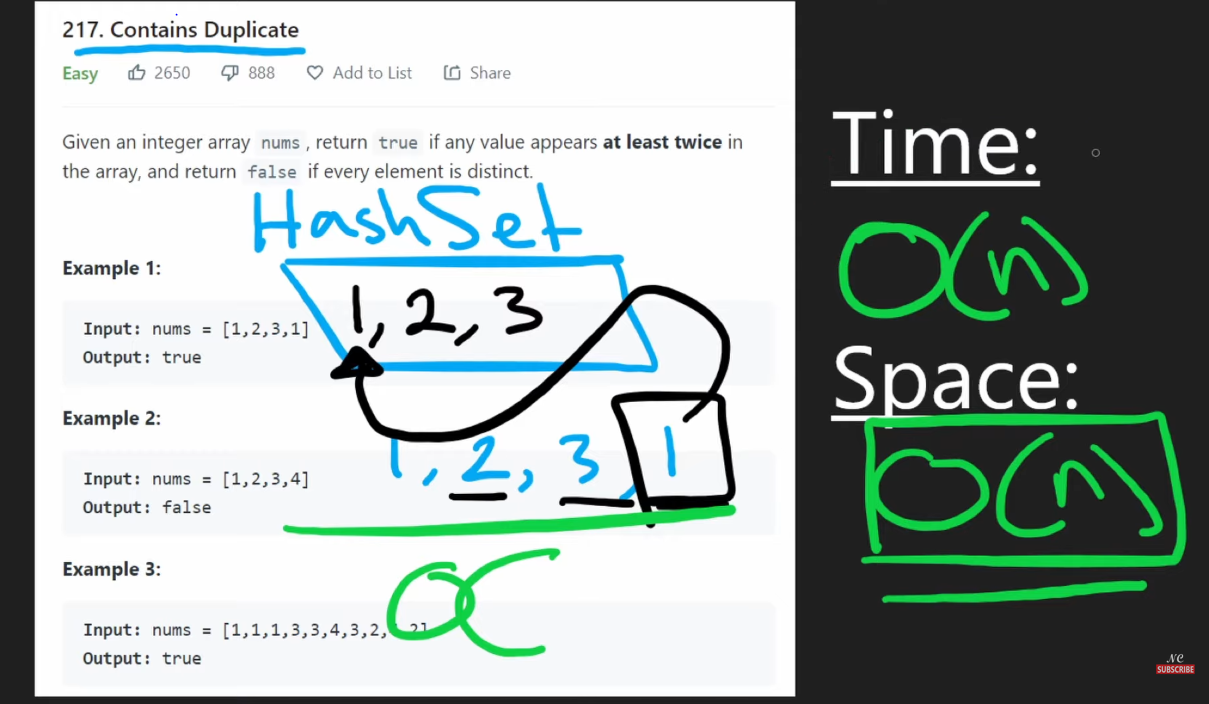 217. Contains Duplicate
Easy 2650 888 Add to List Share
Given an integer array nums, return true if any value appears at least twice in
the array, and return false if every element is distinct.
HashSet
1, 2, 3
Example 1:
Input: nums = [1,2,3,1]
Output: true
Example 2:
1, 2, 3, 1
Input: nums = [1,2,3,4]
Output: false
O(
Example 3:
Input: nums = [1,1,1,3,3,4,3,2, 2]
Output: true
Time:
O(n)
Space:
O(n)
NC
SUBSCRIBE